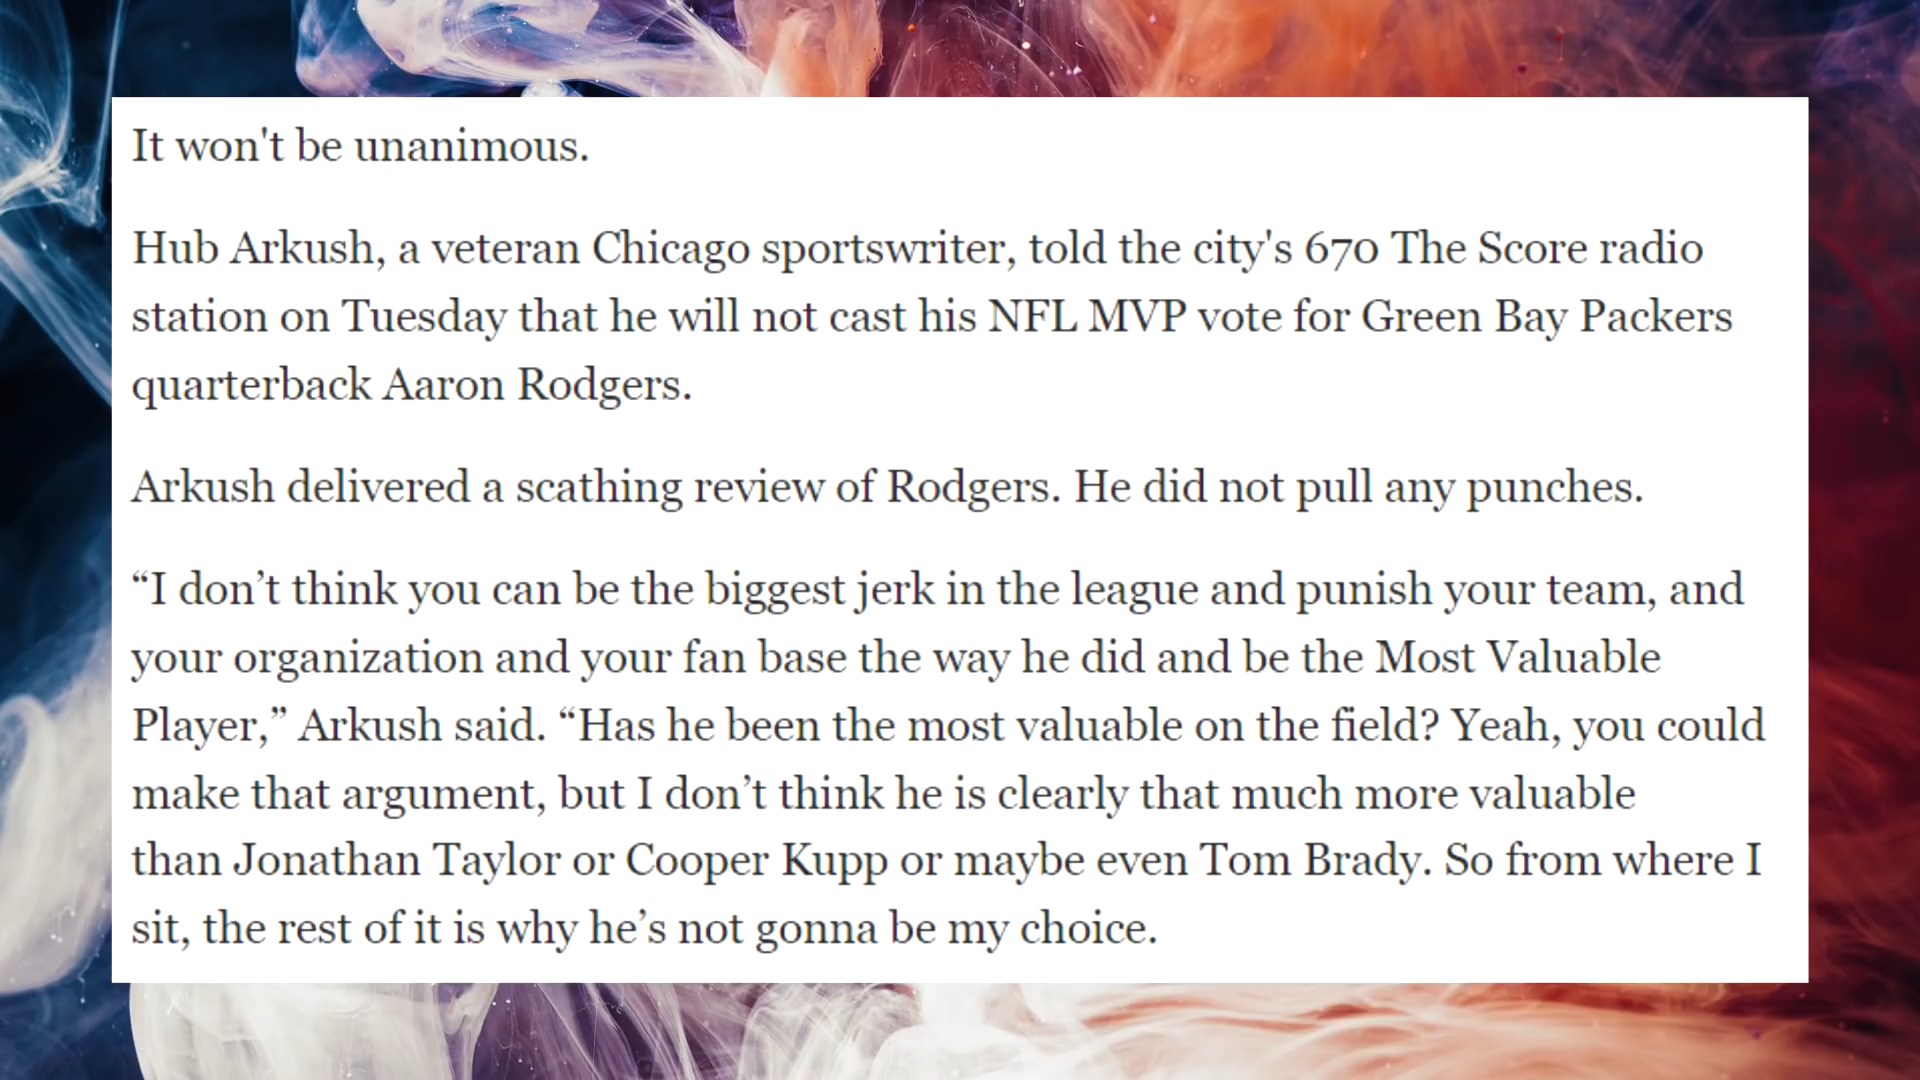 It won't be unanimous.
Hub Arkush, a veteran Chicago sportswriter, told the city's 670 The Score radio
station on Tuesday that he will not cast his NFL MVP vote for Green Bay Packers
quarterback Aaron Rodgers.
Arkush delivered a scathing review of Rodgers. He did not pull any punches.
“I don’t think you can be the biggest jerk in the league and punish your team, and
your organization and your fan base the way he did and be the Most Valuable
Player,” Arkush said. “Has he been the most valuable on the field? Yeah, you could
make that argument, but I don’t think he is clearly that much more valuable
than Jonathan Taylor or Cooper Kupp or maybe even Tom Brady. So from where I
sit, the rest of it is why he’s not gonna be my choice.